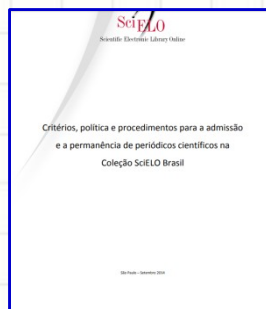 SciELO
Scientific Electronic Library Online
Critérios, política e procedimentos para a admissão
e a permanência de periódicos científicos na
Coleção SciELO Brasil
São Paulo – Setembro 2014